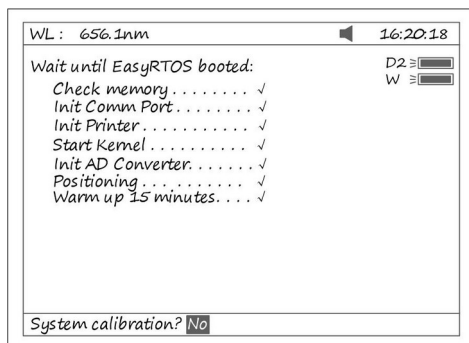 WL: 656.1nm 16:20:18
Wait until EasyRTOS booted: D2
W
Check memory........ √
Init Comm Port........ √
Init Printer........... √
Start Kernel.......... √
Init AD Converter....... √
Positioning........... √
Warm up 15 minutes.... √
System calibration? No